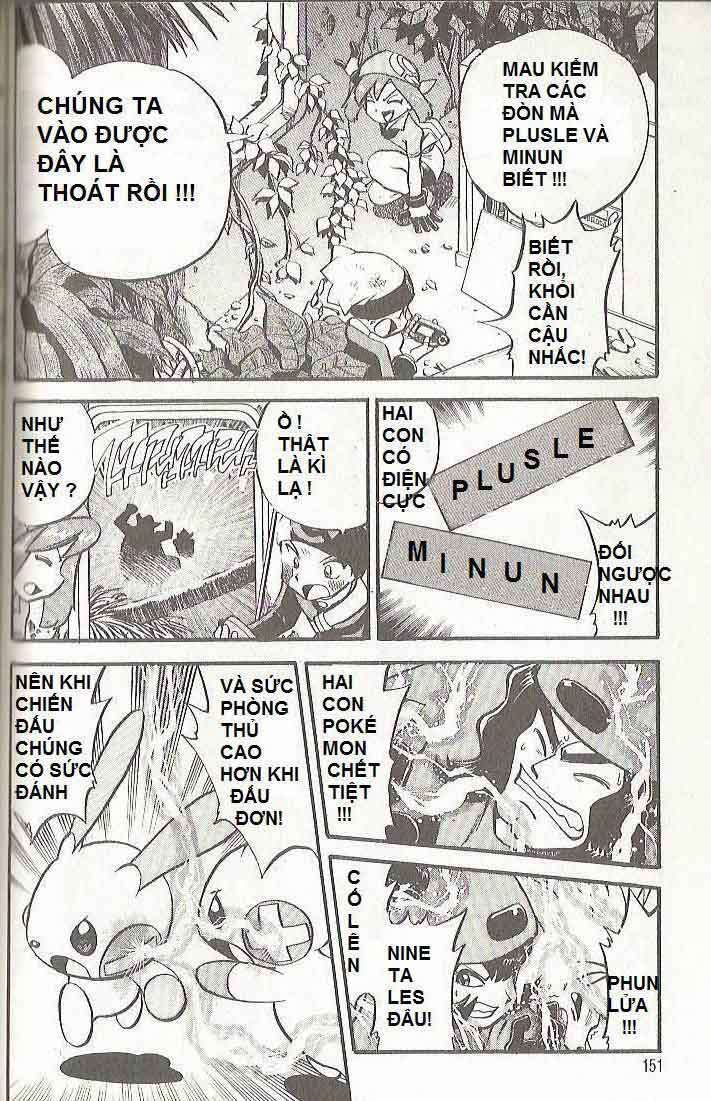 MAU KIỂM
TRA CÁC
ĐÒN MÀ
PLUSLE VÀ
MINUN
BIẾT !!!
BIẾT
RỒI,
KHỎI
CẦN
CẬU
NHẮC!
CHÚNG TA
VÀO ĐƯỢC
ĐÂY LÀ
THOÁT RỒI !!!
HAI
CON
CÓ
ĐIỆN
CỰC
PLUSLE
MINUN
ĐỐI
NGƯỢC
NHAU
!!!
Ồ !
THẬT
LÀ KÌ
LẠ !
NHƯ
THẾ
NÀO
VẬY ?
HAI
CON
POKÉ
MON
CHẾT
TIỆT
!!!
VÀ SỨC
PHÒNG
THỦ
CAO
HƠN KHI
ĐẤU
ĐƠN!
NÊN KHI
CHIẾN
ĐẤU
CHÚNG
CÓ SỨC
ĐÁNH
PHUN
LỬA
!!!
NINE
TA
LES
ĐÂU!
CỐ LÊN
151